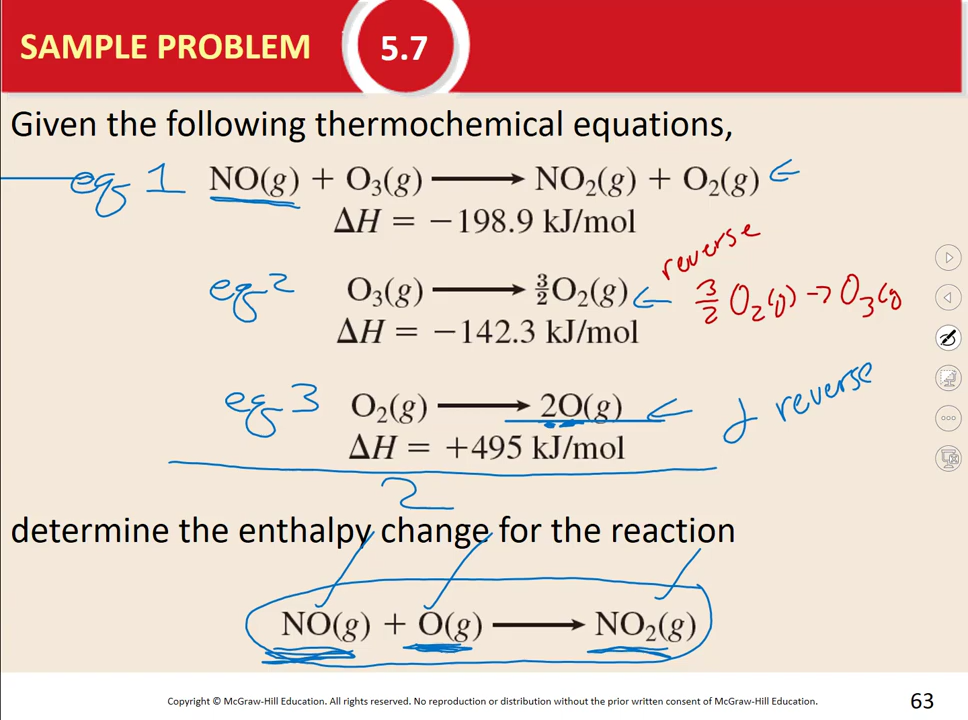 SAMPLE PROBLEM 5.7
Given the following thermochemical equations,
eq 1 NO(g) + O₃(g) ⟶ NO₂(g) + O₂(g)
ΔH = −198.9 kJ/mol
reverse
eq 2 O₃(g) ⟶ 3/2 O₂(g) ← 3/2 O₂(g) → O₃(g
ΔH = −142.3 kJ/mol
eq 3 O₂(g) ⟶ 2O(g) ← reverse
ΔH = +495 kJ/mol
2
determine the enthalpy change for the reaction
NO(g) + O(g) ⟶ NO₂(g)
Copyright © McGraw-Hill Education. All rights reserved. No reproduction or distribution without the prior written consent of McGraw-Hill Education.
63